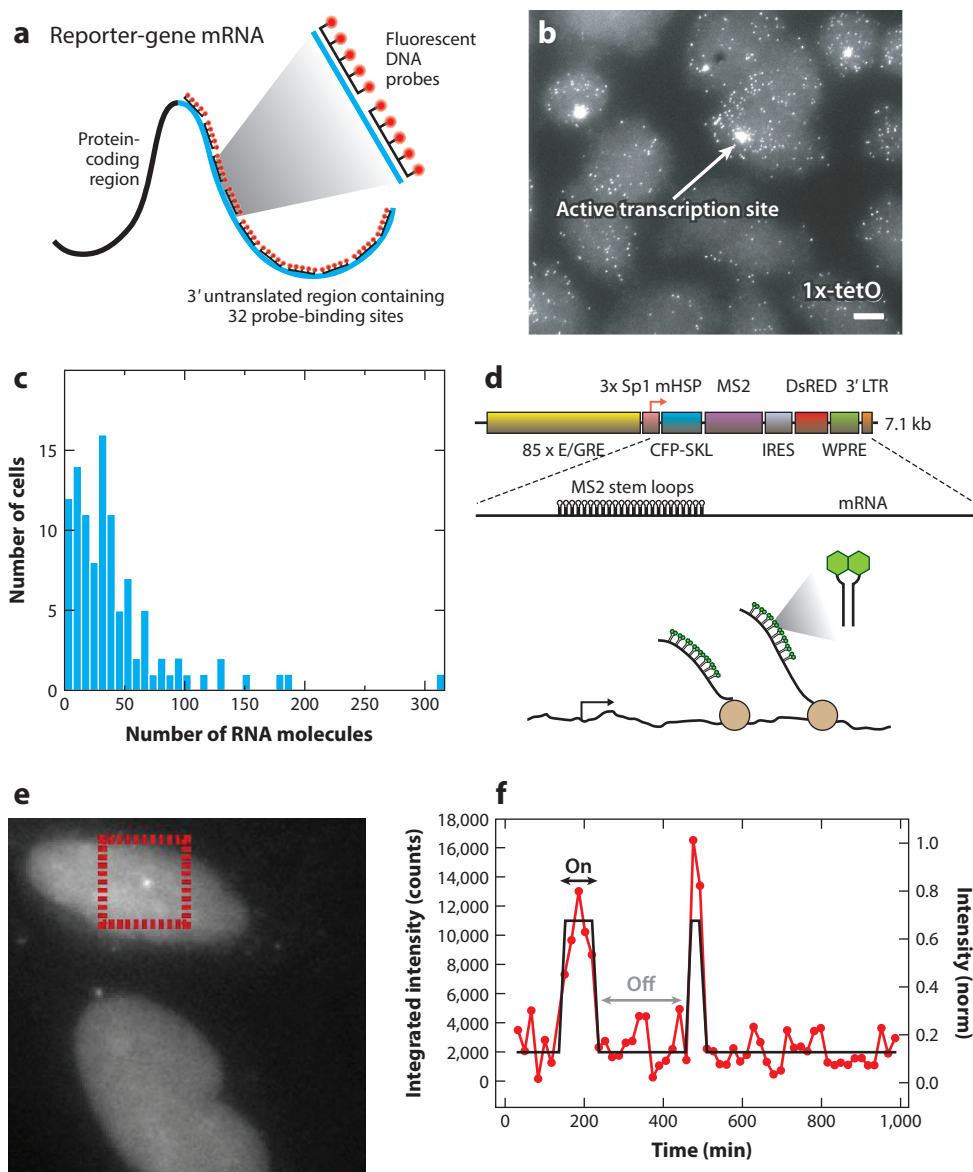 a Reporter-gene mRNA
Fluorescent
DNA
probes
Protein-
coding
region
3′ untranslated region containing
32 probe-binding sites
b
Active transcription site
1x-tetO
c
Number of cells
15
10
5
0
0 50 100 150 200 250 300
Number of RNA molecules
d
3x Sp1 mHSP MS2 DsRED 3′ LTR
7.1 kb
85 x E/GRE CFP-SKL IRES WPRE
MS2 stem loops
mRNA
e
f
Integrated intensity (counts)
18,000
16,000
14,000
12,000
10,000
8,000
6,000
4,000
2,000
0
On
Off
1.0
0.8
0.6
0.4
0.2
0.0
Intensity
(norm)
0 200 400 600 800 1,000
Time (min)